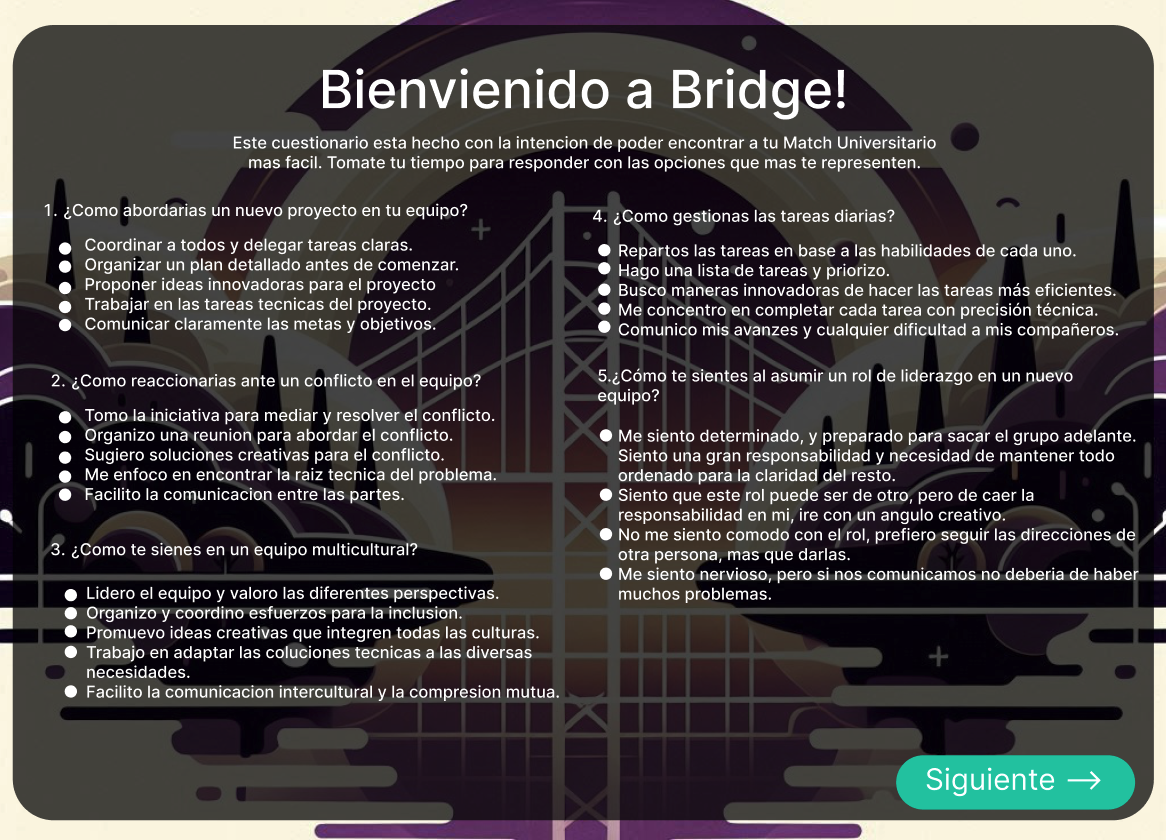 Bienvienido a Bridge!
Este cuestionario esta hecho con la intencion de poder encontrar a tu Match Universitario
mas facil. Tomate tu tiempo para responder con las opciones que mas te representen.
1. ¿Como abordarias un nuevo proyecto en tu equipo?
Coordinar a todos y delegar tareas claras.
Organizar un plan detallado antes de comenzar.
Proponer ideas innovadoras para el proyecto
Trabajar en las tareas tecnicas del proyecto.
Comunicar claramente las metas y objetivos.
2. ¿Como reaccionarias ante un conflicto en el equipo?
Tomo la iniciativa para mediar y resolver el conflicto.
Organizo una reunion para abordar el conflicto.
Sugiero soluciones creativas para el conflicto.
Me enfoco en encontrar la raiz tecnica del problema.
Facilito la comunicacion entre las partes.
3. ¿Como te sienes en un equipo multicultural?
Lidero el equipo y valoro las diferentes perspectivas.
Organizo y coordino esfuerzos para la inclusion.
Promuevo ideas creativas que integren todas las culturas.
Trabajo en adaptar las coluciones tecnicas a las diversas
necesidades.
Facilito la comunicacion intercultural y la compresion mutua.
4. ¿Como gestionas las tareas diarias?
Repartos las tareas en base a las habilidades de cada uno.
Hago una lista de tareas y priorizo.
Busco maneras innovadoras de hacer las tareas más eficientes.
Me concentro en completar cada tarea con precisión técnica.
Comunico mis avanzes y cualquier dificultad a mis compañeros.
5.¿Cómo te sientes al asumir un rol de liderazgo en un nuevo
equipo?
Me siento determinado, y preparado para sacar el grupo adelante.
Siento una gran responsabilidad y necesidad de mantener todo
ordenado para la claridad del resto.
Siento que este rol puede ser de otro, pero de caer la
responsabilidad en mi, ire con un angulo creativo.
No me siento comodo con el rol, prefiero seguir las direcciones de
otra persona, mas que darlas.
Me siento nervioso, pero si nos comunicamos no deberia de haber
muchos problemas.
Siguiente →